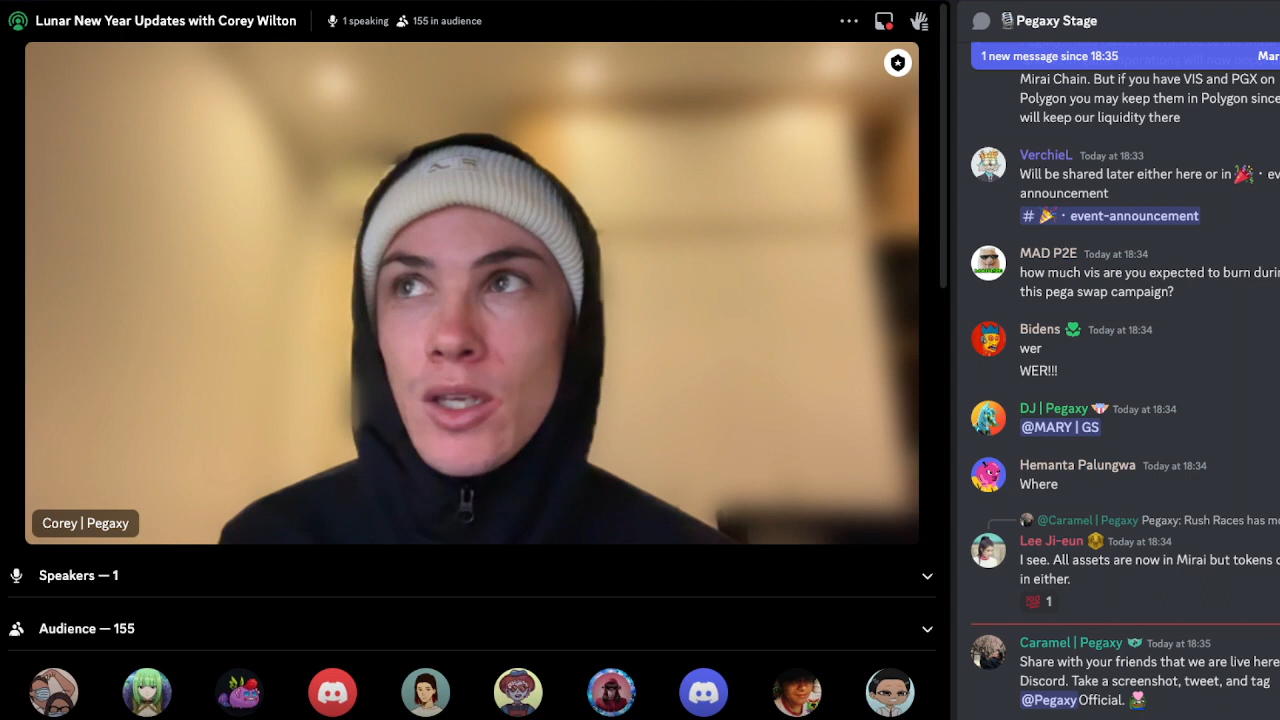 Lunar New Year Updates with Corey Wilton
1 speaking
155 in audience
Corey | Pegaxy
Speakers — 1
Audience — 155
Pegaxy Stage
1 new message since 18:35
Mar
Mirai Chain. But if you have VIS and PGX on
Polygon you may keep them in Polygon since
will keep our liquidity there
VerchieL Today at 18:33
Will be shared later either here or in 🎉・ev
announcement
# 🎉・event-announcement
MAD P2E Today at 18:34
how much vis are you expected to burn durin
this pega swap campaign?
Bidens Today at 18:34
wer
WER!!!
DJ | Pegaxy Today at 18:34
@MARY | GS
Hemanta Palungwa Today at 18:34
Where
@Caramel | Pegaxy Pegaxy: Rush Races has mo
Lee Ji-eun Today at 18:34
I see. All assets are now in Mirai but tokens c
in either.
💯 1
Caramel | Pegaxy Today at 18:35
Share with your friends that we are live here
Discord. Take a screenshot, tweet, and tag
@Pegaxy Official.